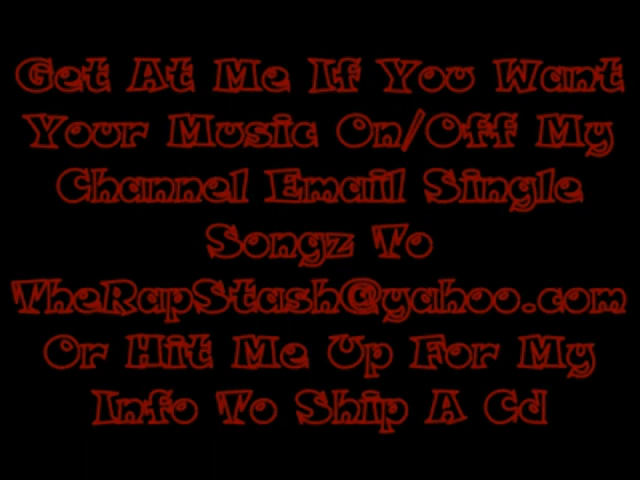 Get At Me If You Want
Your Music On/Off My
Channel Email Single
Songz To
TheRapStash@yahoo.com
Or Hit Me Up For My
Info To Ship A Cd